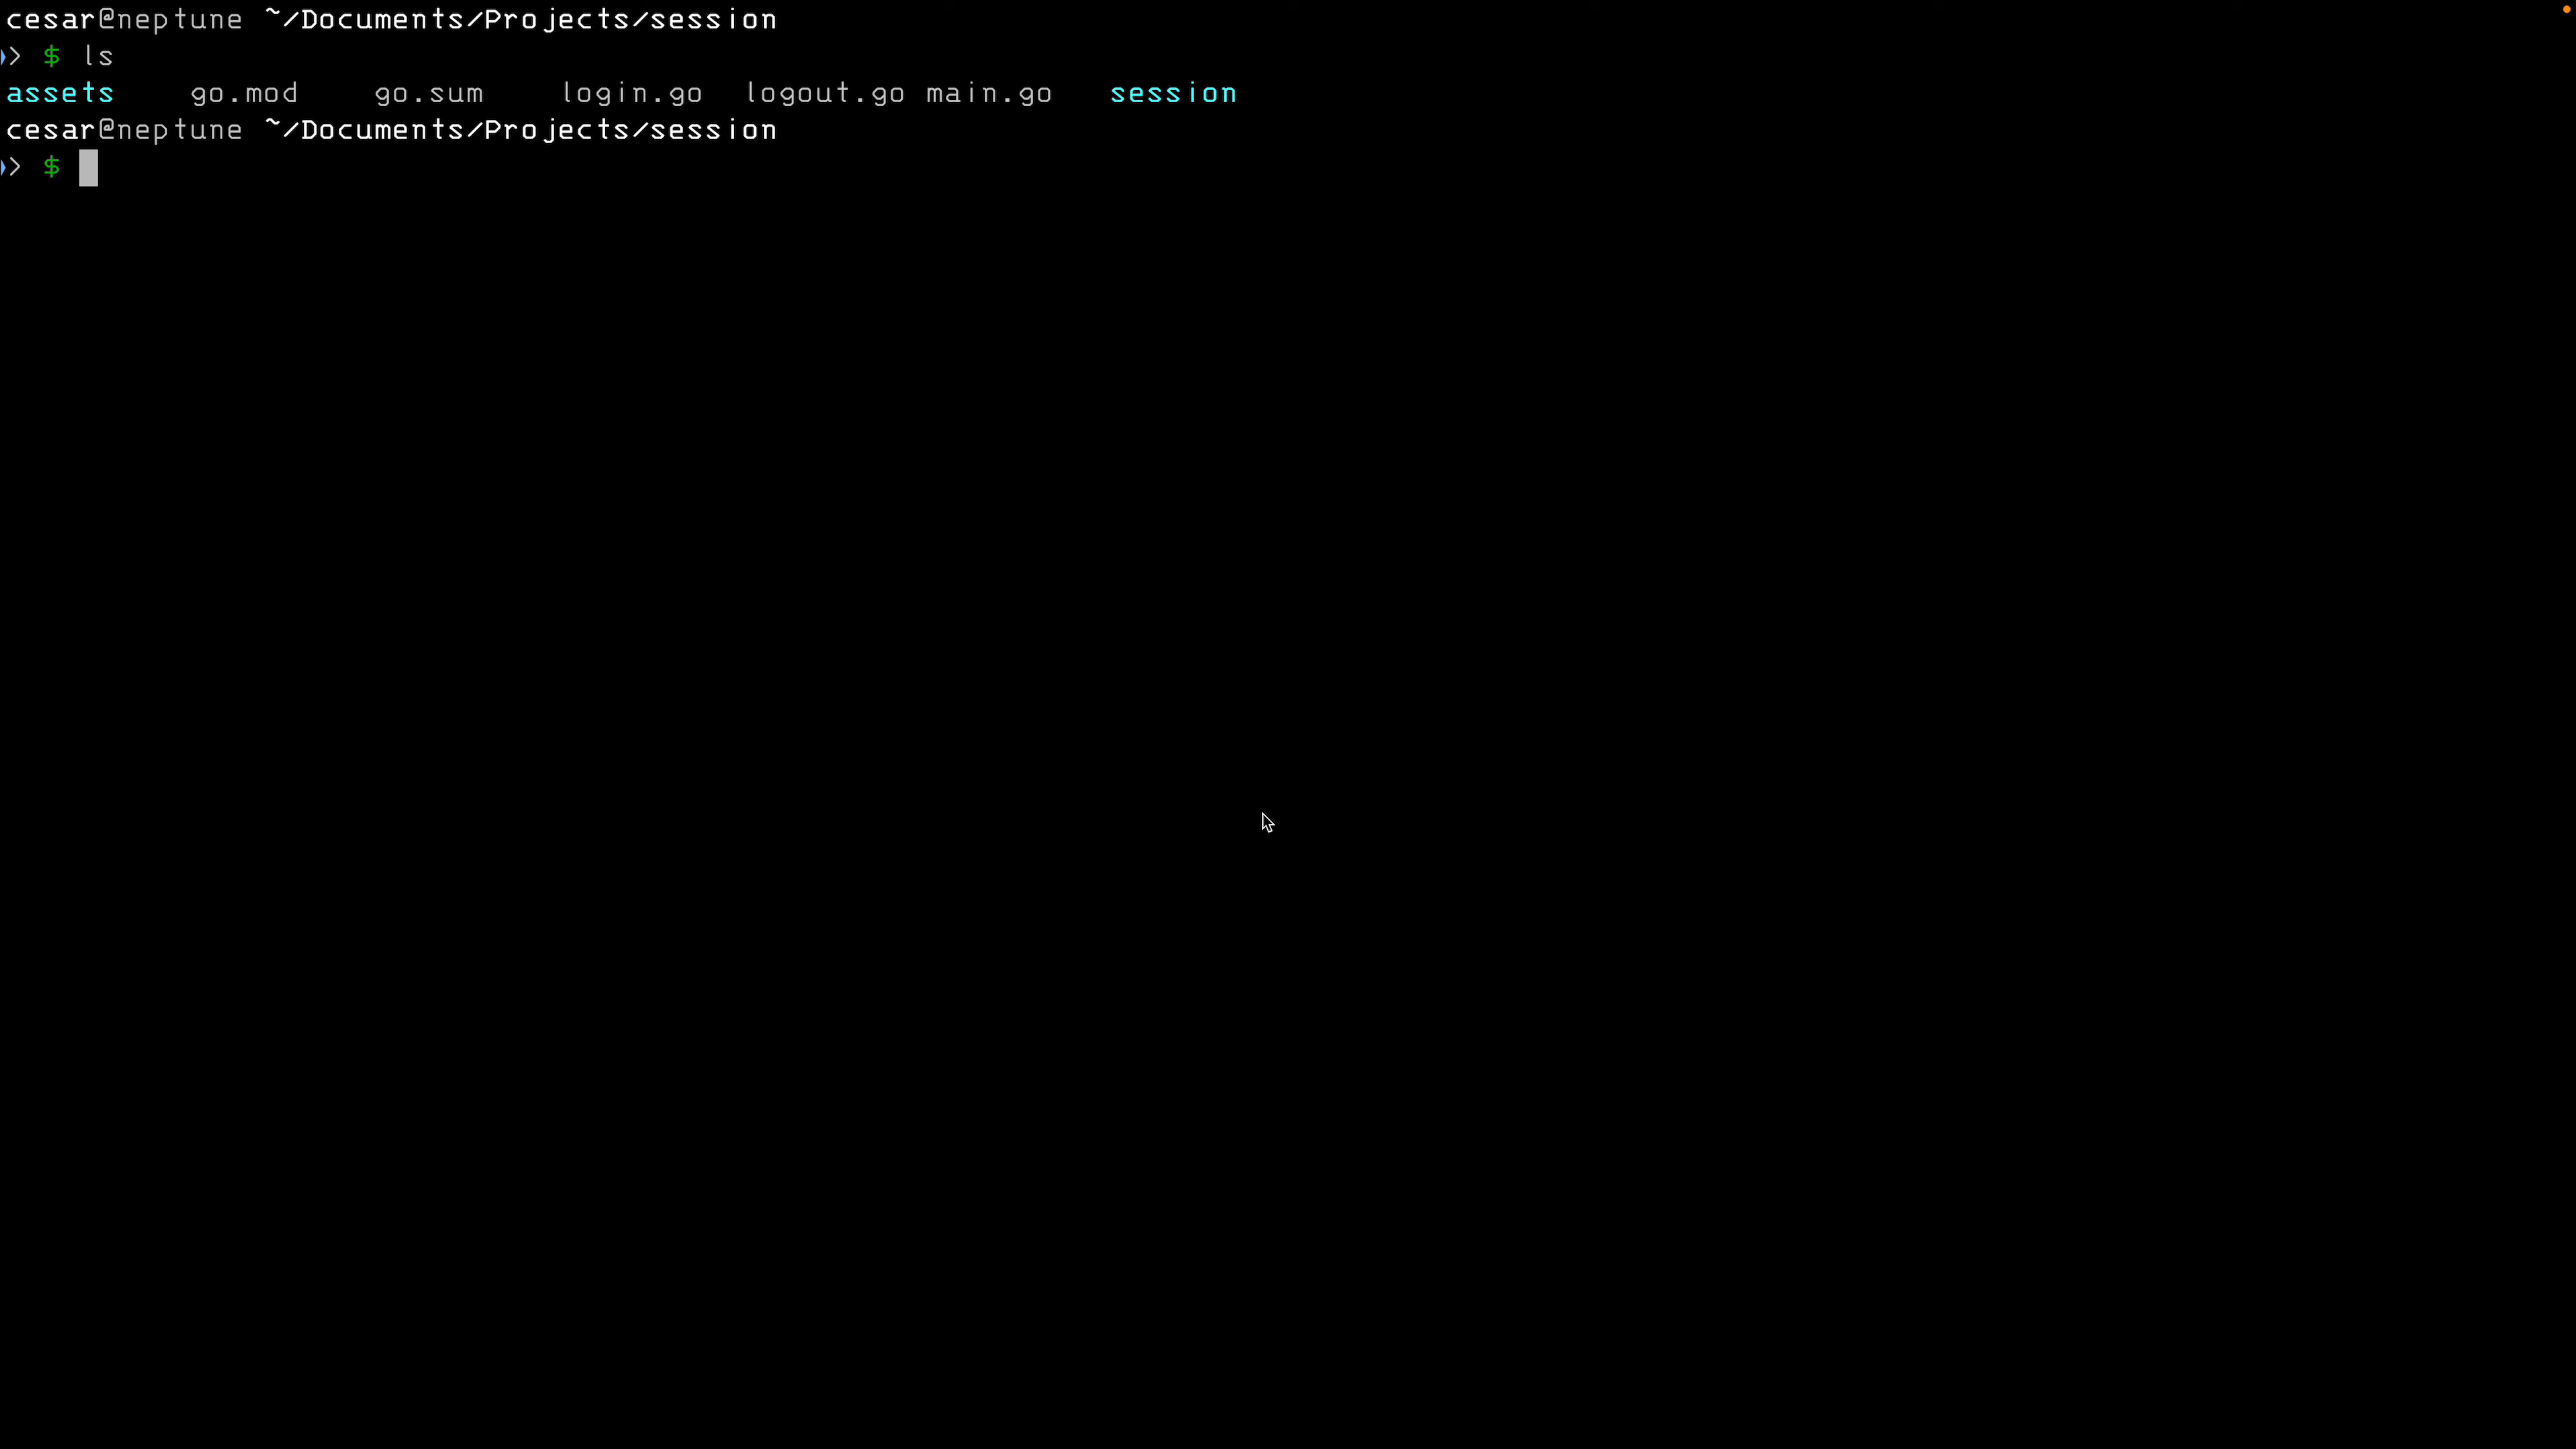 cesar@neptune ~/Documents/Projects/session
❯> $ ls
assets go.mod go.sum login.go logout.go main.go session
cesar@neptune ~/Documents/Projects/session
❯> $